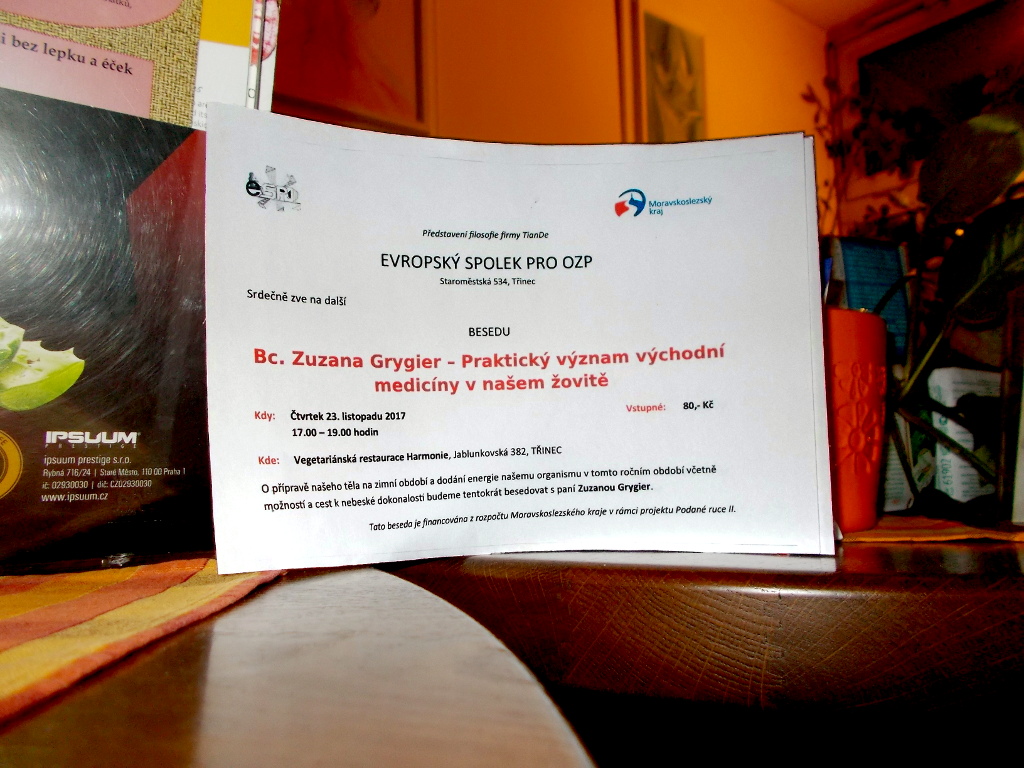 i bez lepku a éček
Moravskoslezský
kraj
Představení filosofie firmy TianDe
EVROPSKÝ SPOLEK PRO OZP
Staroměstská 534, Třinec
Srdečně zve na další
BESEDU
Bc. Zuzana Grygier – Praktický význam východní
medicíny v našem žovitě
Kdy: Čtvrtek 23. listopadu 2017 Vstupné: 80,- Kč
17.00 – 19.00 hodin
Kde: Vegetariánská restaurace Harmonie, Jablunkovská 382, TŘINEC
O přípravě našeho těla na zimní období a dodání energie našemu organismu v tomto ročním období včetně
možností a cest k nebeské dokonalosti budeme tentokrát besedovat s paní Zuzanou Grygier.
Tato beseda je financována z rozpočtu Moravskoslezského kraje v rámci projektu Podané ruce II.
IPSUUM
PRESTIGE
ipsuum prestige s.r.o.
Rybná 716/24 | Staré Město, 110 00 Praha 1
ič: 02930030 | dič: CZ02930030
www.ipsuum.cz